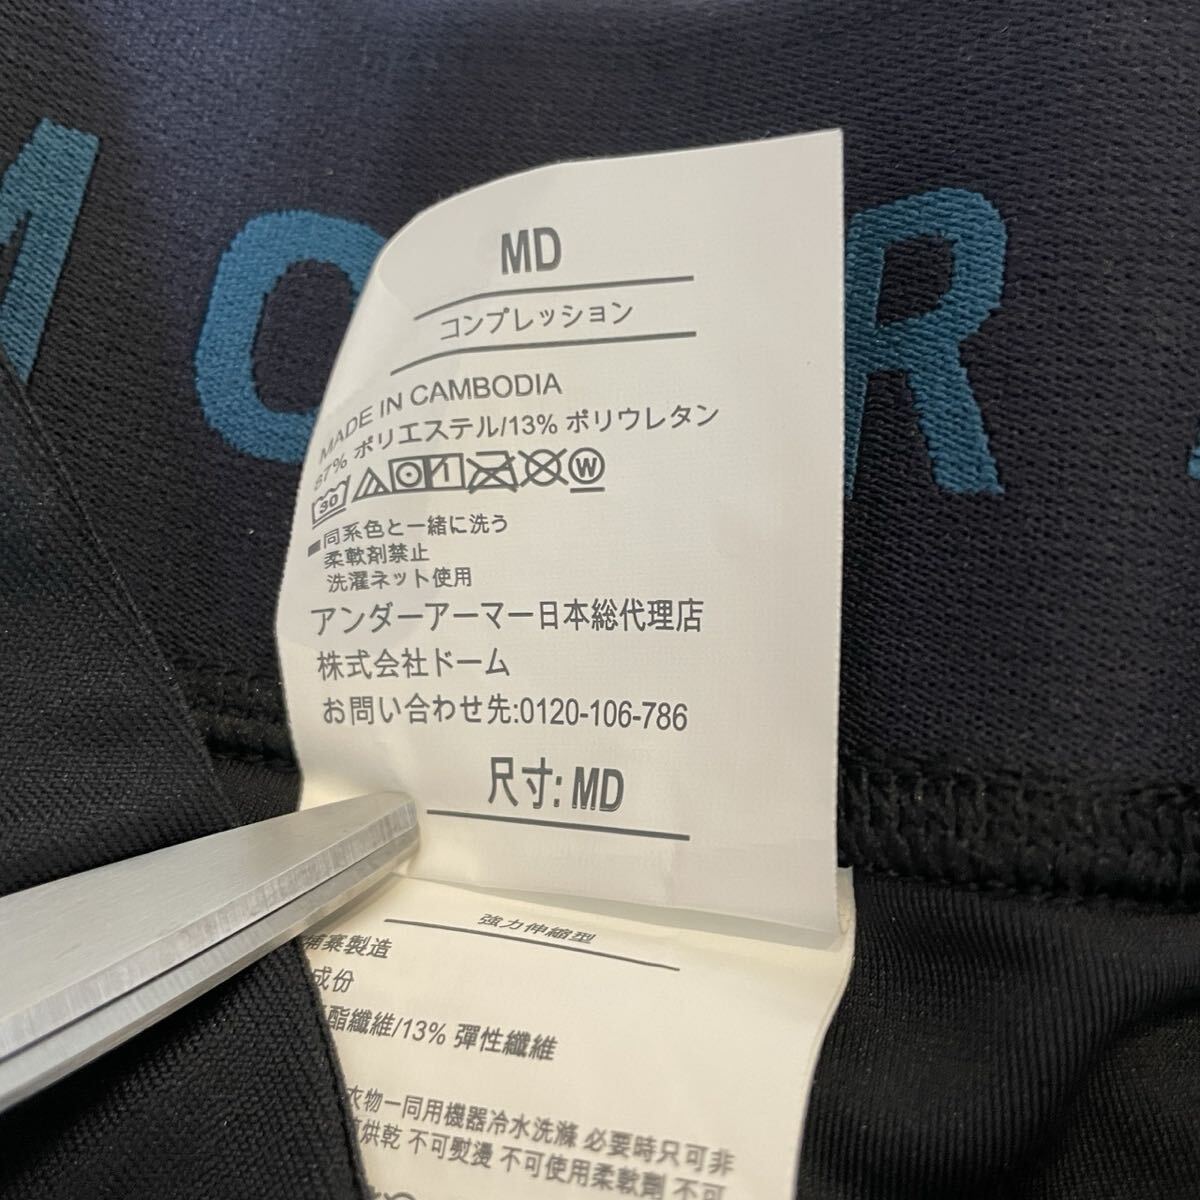 M O R
MD
コンプレッション
MADE IN CAMBODIA
87% ポリエステル/13% ポリウレタン
30 W
同系色と一緒に洗う
柔軟剤禁止
洗濯ネット使用
アンダーアーマー日本総代理店
株式会社ドーム
お問い合わせ先:0120-106-786
尺寸: MD
強力伸縮型
埔寨製造
成份
酯纖維/13% 彈性纖維
衣物一同用機器冷水洗滌 必要時只可非
烘乾 不可熨燙 不可使用柔軟劑 不可